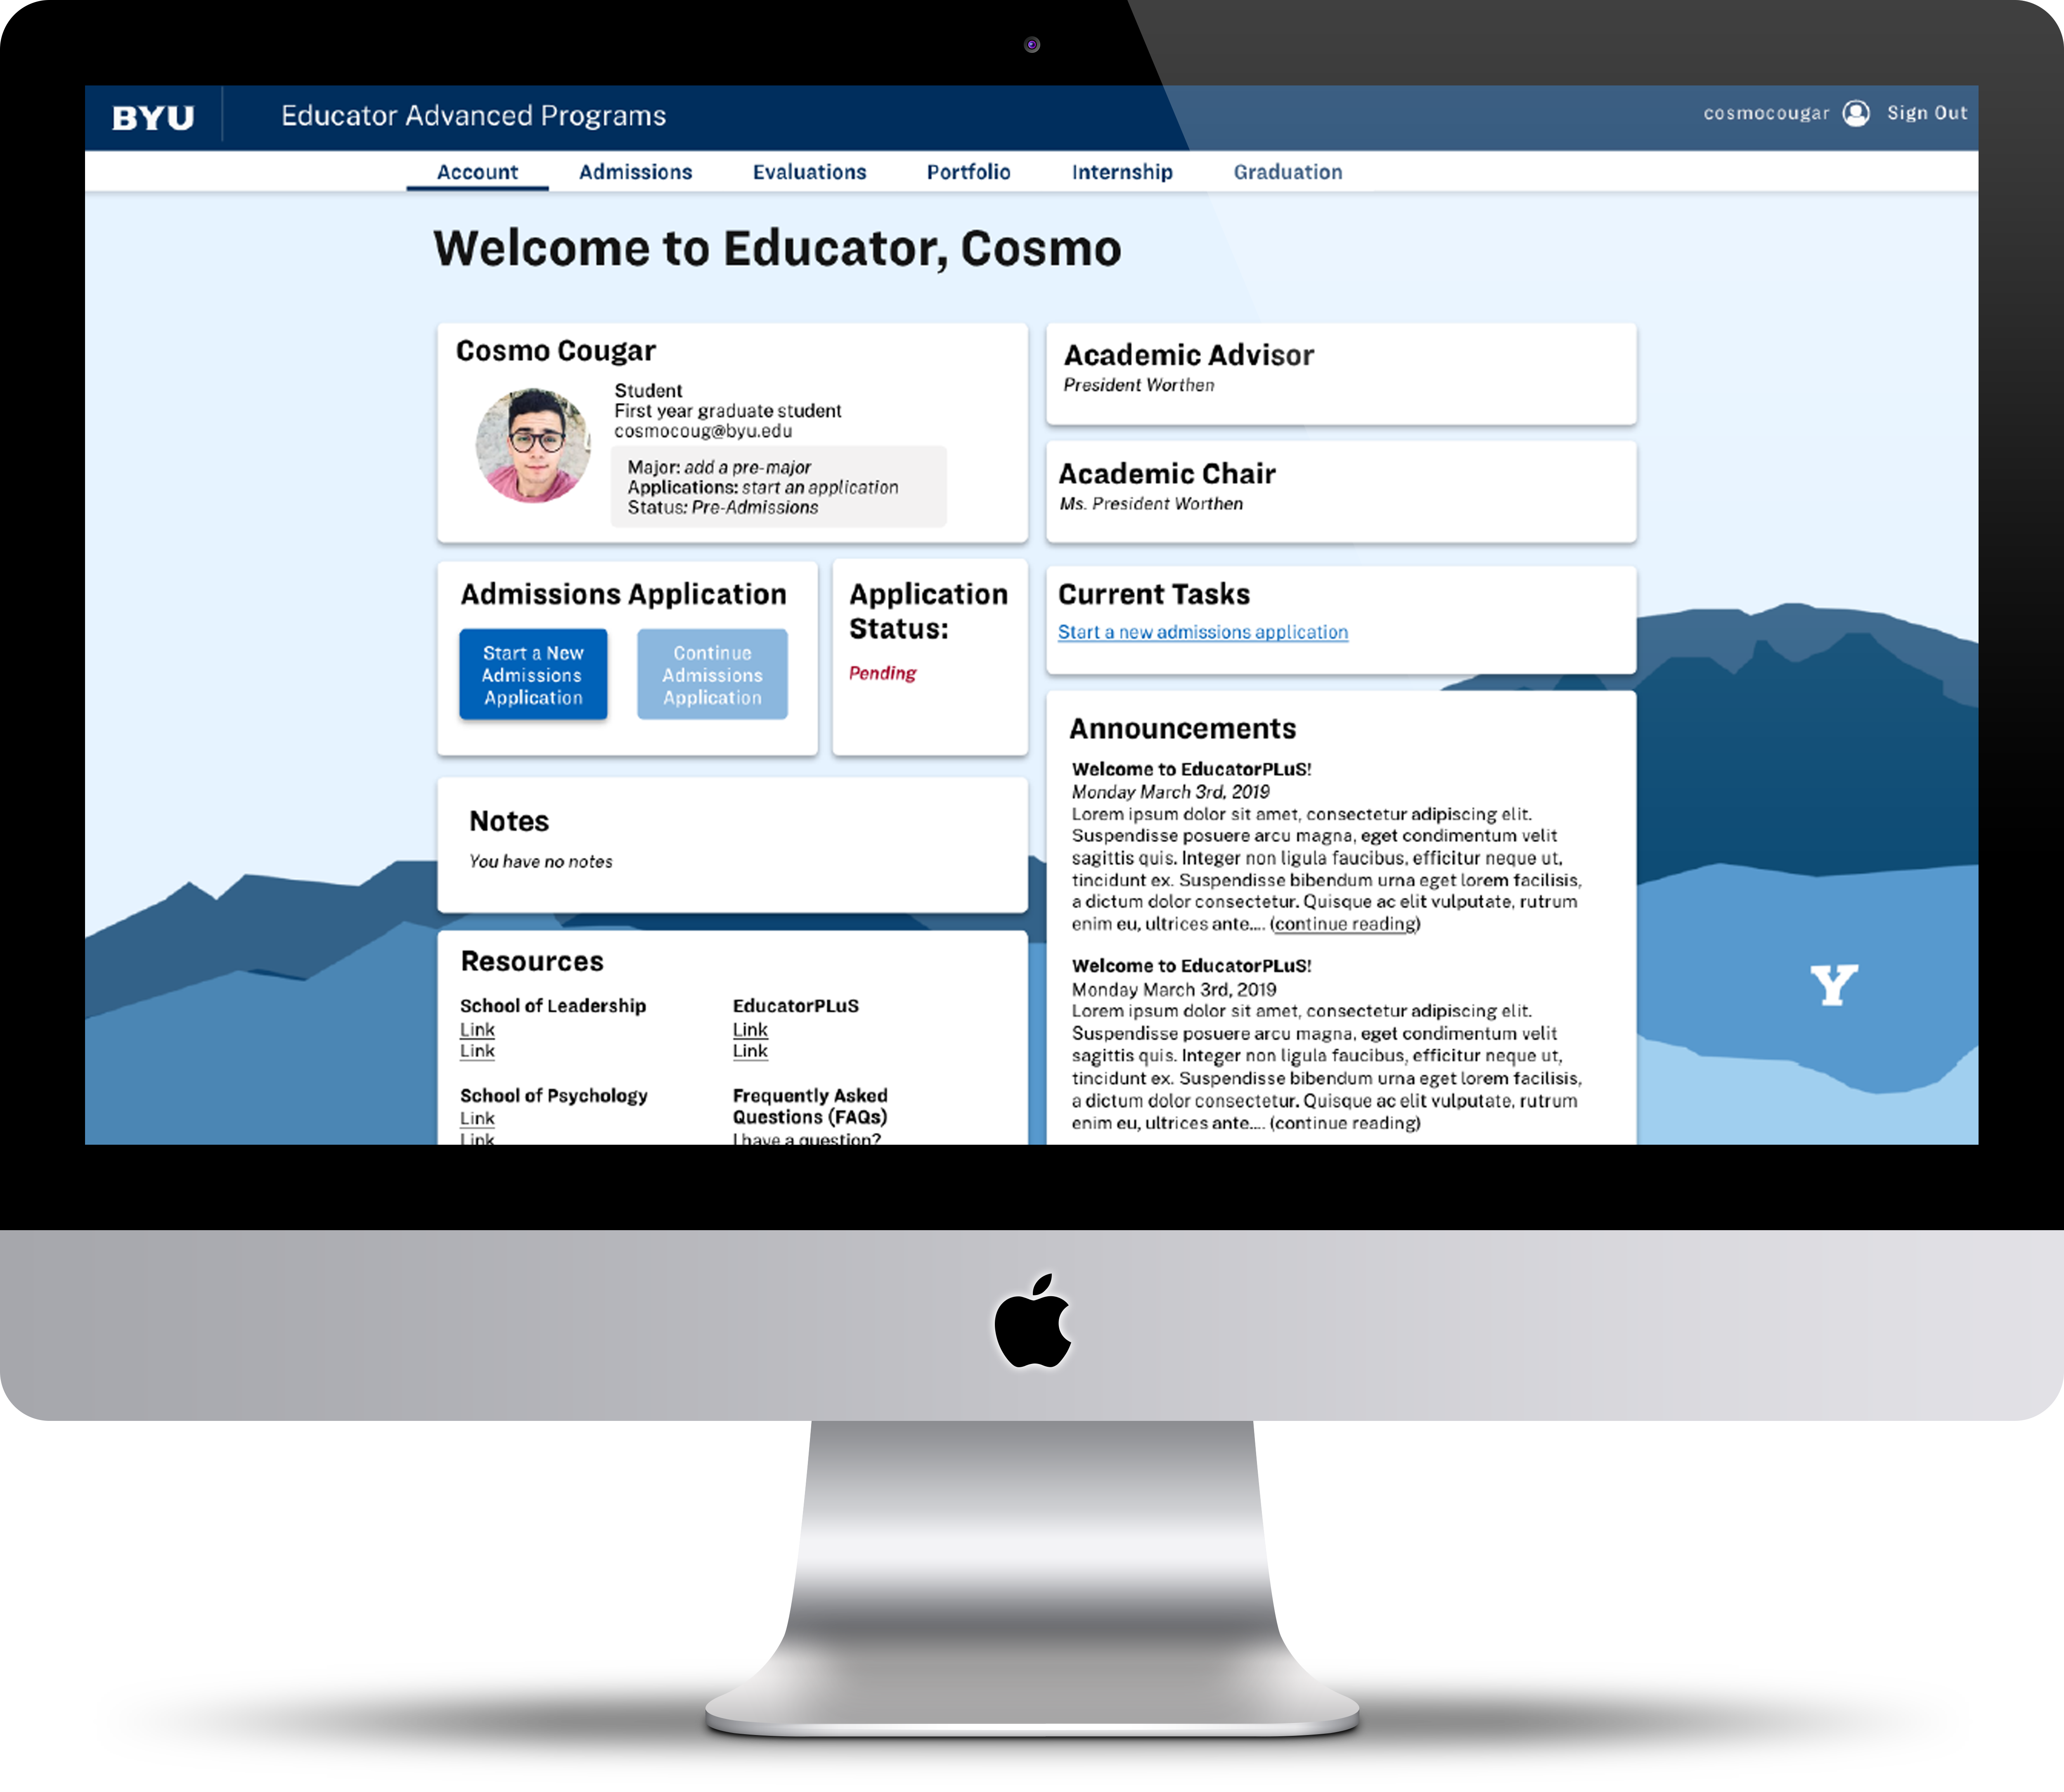 BYU
Educator Advanced Programs
cosmocougar
Sign Out
Account
Admissions
Evaluations
Portfolio
Internship
Graduation
Welcome to Educator, Cosmo
Cosmo Cougar
Student
First year graduate student
cosmocoug@byu.edu
Major: add a pre-major
Applications: start an application
Status: Pre-Admissions
Academic Advisor
President Worthen
Academic Chair
Ms. President Worthen
Admissions Application
Start a New
Admissions
Application
Continue
Admissions
Application
Application
Status:
Pending
Current Tasks
Start a new admissions application
Notes
You have no notes
Resources
School of Leadership
Link
Link
EducatorPLuS
Link
Link
School of Psychology
Link
Link
Frequently Asked
Questions (FAQs)
I have a question?
Announcements
Welcome to EducatorPLuS!
Monday March 3rd, 2019
Lorem ipsum dolor sit amet, consectetur adipiscing elit.
Suspendisse posuere arcu magna, eget condimentum velit
sagittis quis. Integer non ligula faucibus, efficitur neque ut,
tincidunt ex. Suspendisse bibendum urna eget lorem facilisis,
a dictum dolor consectetur. Quisque ac elit vulputate, rutrum
enim eu, ultrices ante.... (continue reading)
Welcome to EducatorPLuS!
Monday March 3rd, 2019
Lorem ipsum dolor sit amet, consectetur adipiscing elit.
Suspendisse posuere arcu magna, eget condimentum velit
sagittis quis. Integer non ligula faucibus, efficitur neque ut,
tincidunt ex. Suspendisse bibendum urna eget lorem facilisis,
a dictum dolor consectetur. Quisque ac elit vulputate, rutrum
enim eu, ultrices ante.... (continue reading)
Y